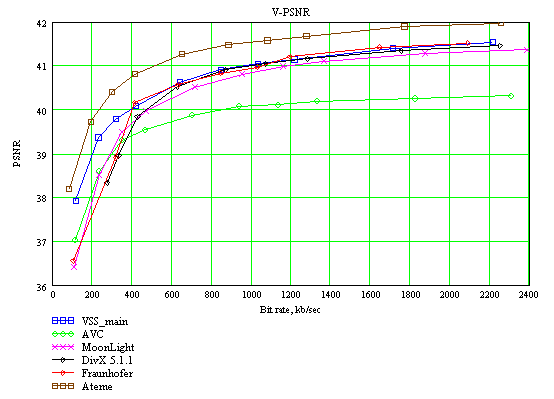 V-PSNR
42
41
40
39
38
37
36
PSNR
0 200 400 600 800 1000 1200 1400 1600 1800 2000 2200 2400
Bit rate, kb/sec
VSS_main
AVC
MoonLight
DivX 5.1.1
Fraunhofer
Ateme